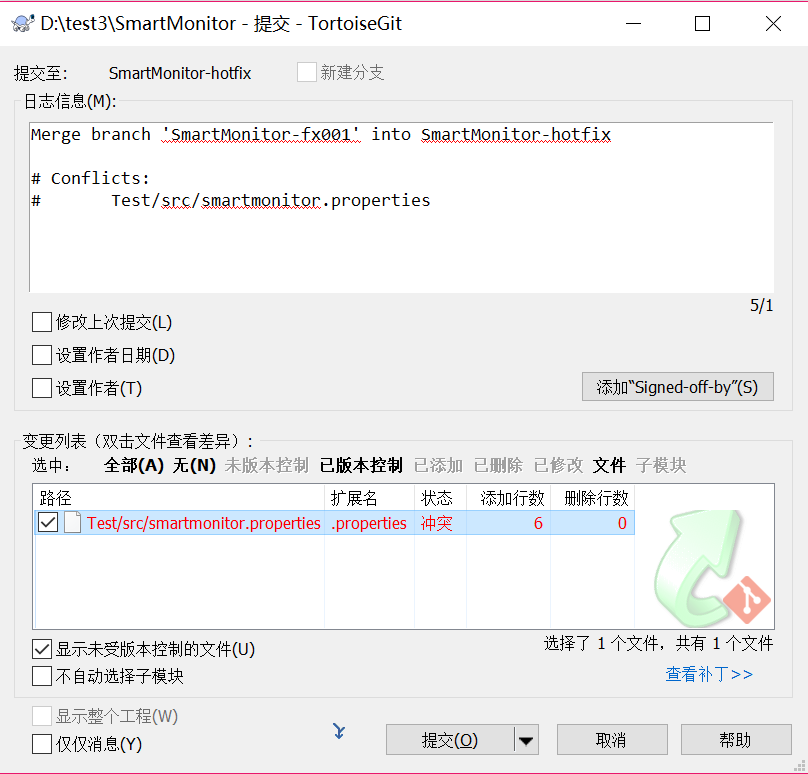 D:\test3\SmartMonitor - 提交 - TortoiseGit
提交至: SmartMonitor-hotfix 新建分支
日志信息(M):
Merge branch 'SmartMonitor-fx001' into SmartMonitor-hotfix
# Conflicts:
# Test/src/smartmonitor.properties
5/1
修改上次提交(L)
设置作者日期(D)
设置作者(T)
添加“Signed-off-by”(S)
变更列表（双击文件查看差异）:
选中: 全部(A) 无(N) 未版本控制 已版本控制 已添加 已删除 已修改 文件 子模块
路径 扩展名 状态 添加行数 删除行数
Test/src/smartmonitor.properties .properties 冲突 6 0
显示未受版本控制的文件(U) 选择了 1 个文件，共有 1 个文件
不自动选择子模块 查看补丁>>
显示整个工程(W)
仅仅消息(Y)
提交(O) 取消 帮助